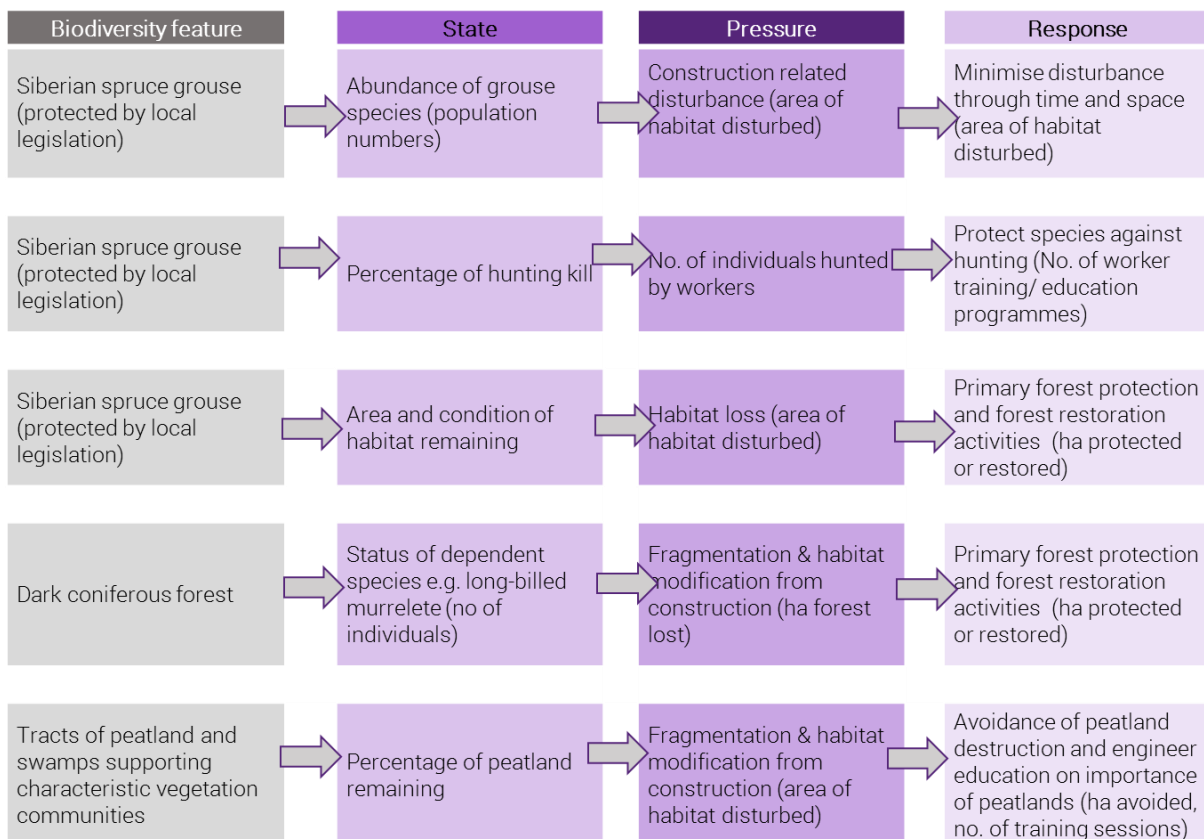 Biodiversity feature
State
Pressure
Response
Siberian spruce grouse
(protected by local
legislation)
Abundance of grouse
species (population
numbers)
Construction related
disturbance (area of
habitat disturbed)
Minimise disturbance
through time and space
(area of habitat
disturbed)
Siberian spruce grouse
(protected by local
legislation)
Percentage of hunting kill
No. of individuals hunted
by workers
Protect species against
hunting (No. of worker
training/ education
programmes)
Siberian spruce grouse
(protected by local
legislation)
Area and condition of
habitat remaining
Habitat loss (area of
habitat disturbed)
Primary forest protection
and forest restoration
activities (ha protected
or restored)
Dark coniferous forest
Status of dependent
species e.g. long-billed
murrelete (no of
individuals)
Fragmentation & habitat
modification from
construction (ha forest
lost)
Primary forest protection
and forest restoration
activities (ha protected
or restored)
Tracts of peatland and
swamps supporting
characteristic vegetation
communities
Percentage of peatland
remaining
Fragmentation & habitat
modification from
construction (area of
habitat disturbed)
Avoidance of peatland
destruction and engineer
education on importance
of peatlands (ha avoided,
no. of training sessions)